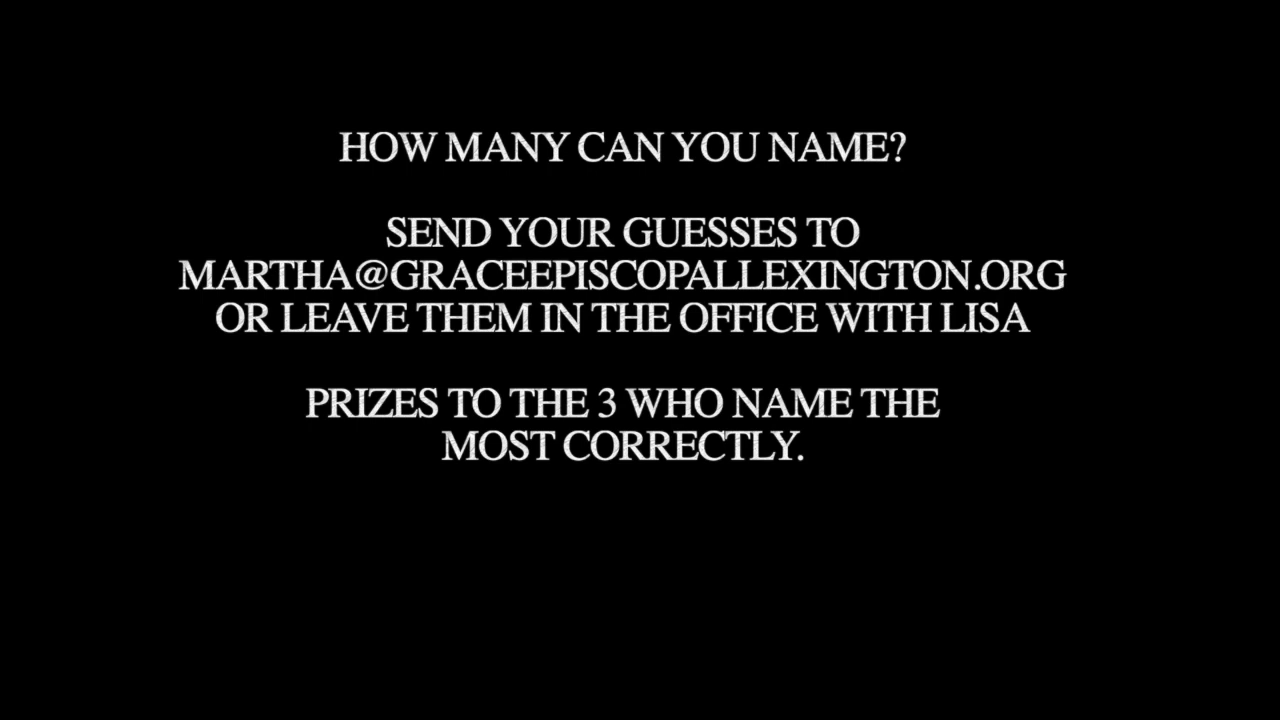 HOW MANY CAN YOU NAME?
SEND YOUR GUESSES TO
MARTHA@GRACEEPISCOPALLEXINGTON.ORG
OR LEAVE THEM IN THE OFFICE WITH LISA
PRIZES TO THE 3 WHO NAME THE
MOST CORRECTLY.